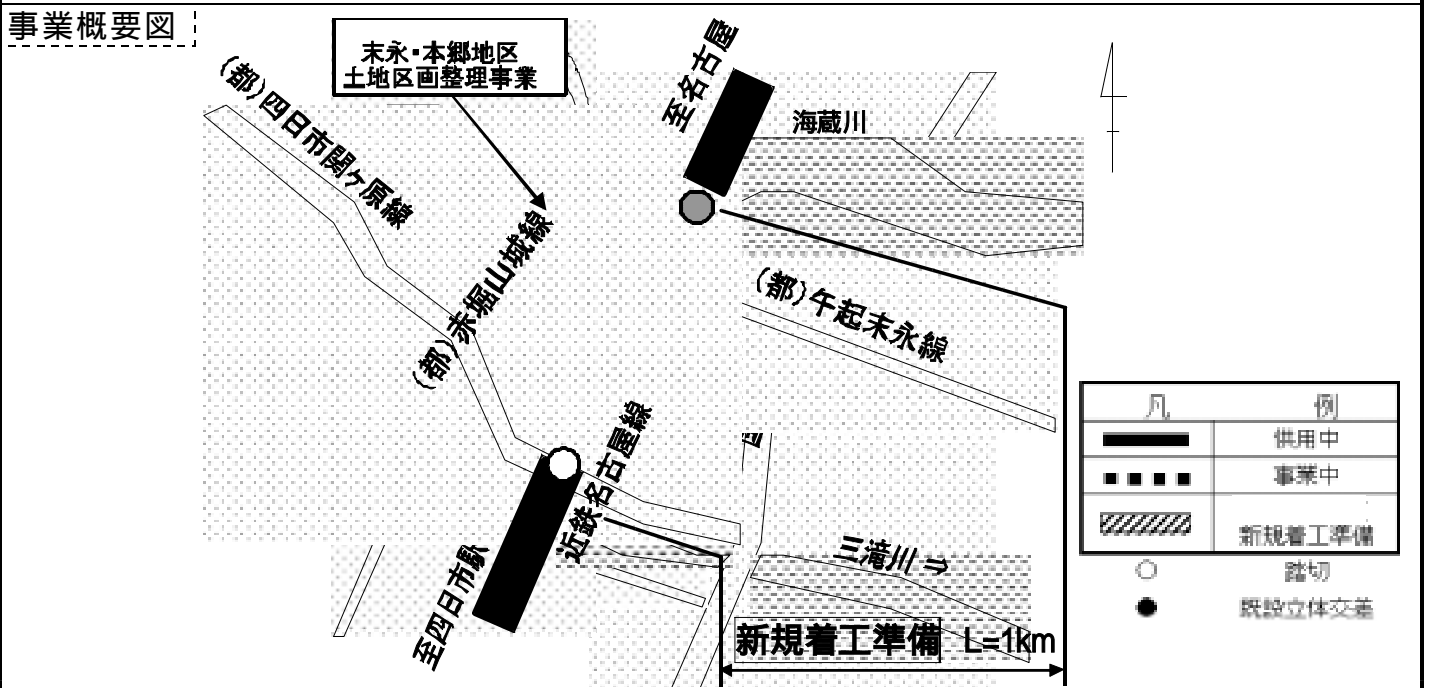 事業概要図
末永・本郷地区
土地区画整理事業
至名古屋
海蔵川
(都)四日市関ヶ原線
(都)赤堀山城線
(都)午起末永線
近鉄名古屋線
至四日市駅
三滝川 ⇒
新規着工準備 L=1km
凡 例
供用中
事業中
新規着工準備
踏切
既設立体交差